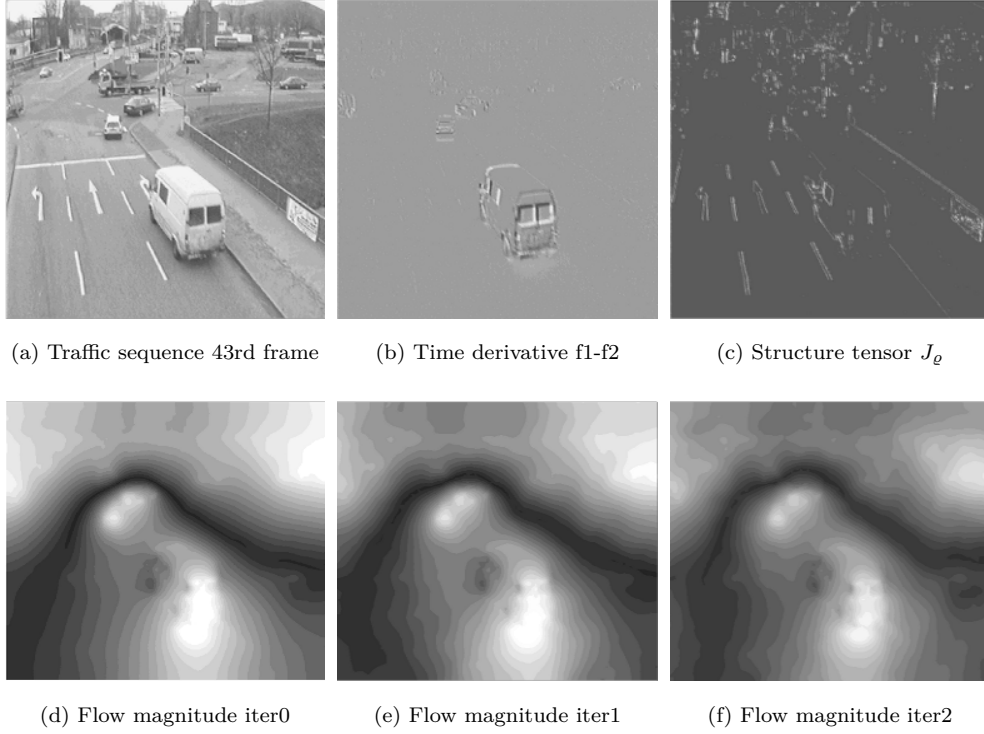 (a) Traffic sequence 43rd frame
(b) Time derivative f1-f2
(c) Structure tensor J_ϱ
(d) Flow magnitude iter0
(e) Flow magnitude iter1
(f) Flow magnitude iter2